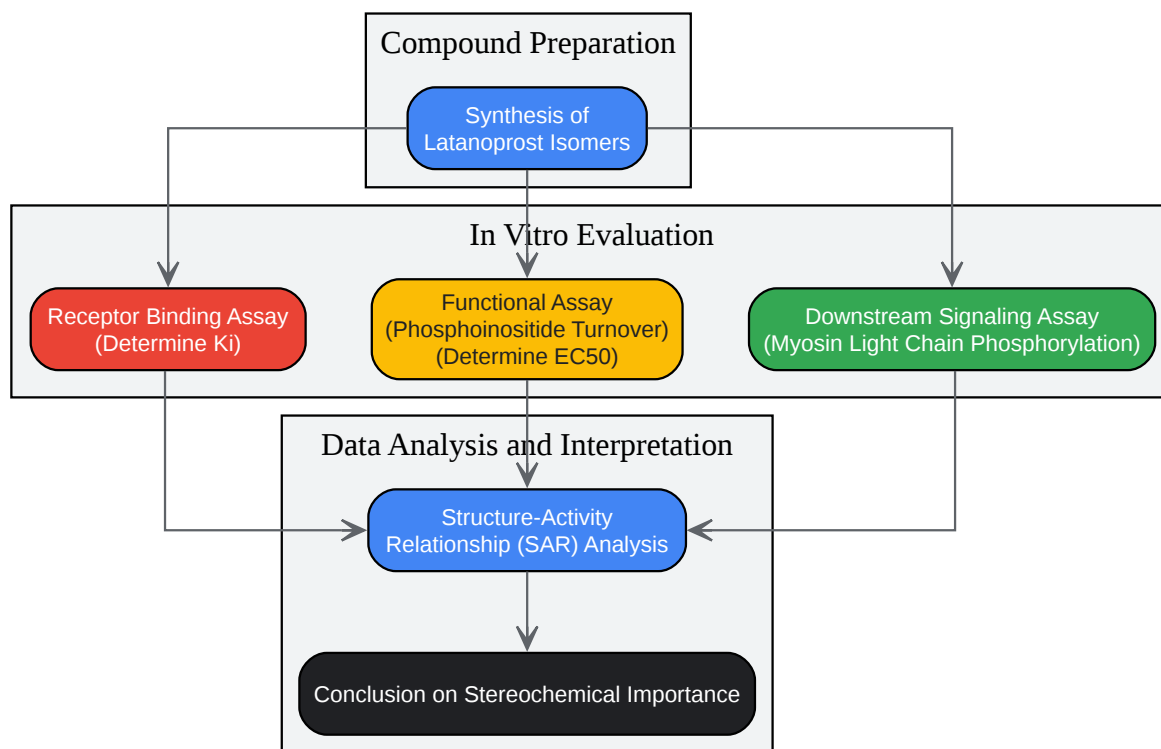 Compound Preparation
Synthesis of
Latanoprost Isomers
In Vitro Evaluation
Receptor Binding Assay
(Determine Ki)
Functional Assay
(Phosphoinositide Turnover)
(Determine EC50)
Downstream Signaling Assay
(Myosin Light Chain Phosphorylation)
Data Analysis and Interpretation
Structure-Activity
Relationship (SAR) Analysis
Conclusion on Stereochemical Importance